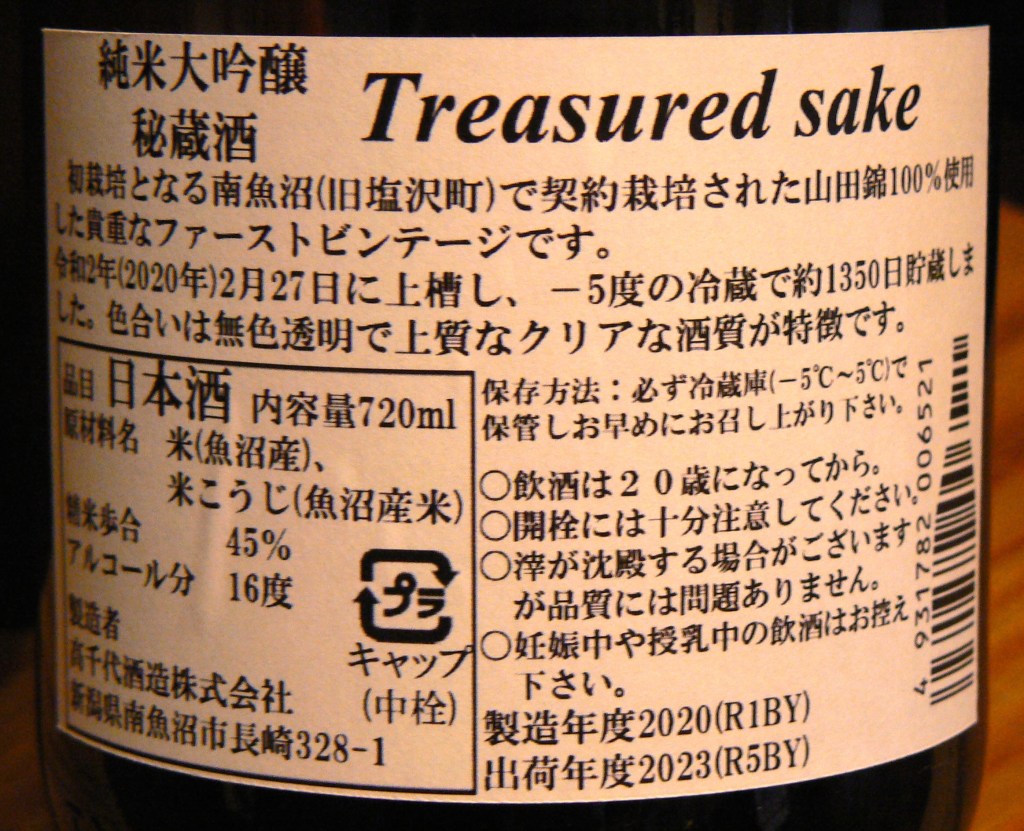 純米大吟醸
秘蔵酒
Treasured sake
初栽培となる南魚沼(旧塩沢町)で契約栽培された山田錦100%使用
した貴重なファーストビンテージです。
令和2年(2020年)2月27日に上槽し、－5度の冷蔵で約1350日貯蔵しま
した。色合いは無色透明で上質なクリアな酒質が特徴です。
品目 日本酒 内容量720ml
原材料名 米(魚沼産)、
米こうじ(魚沼産米)
精米歩合 45%
アルコール分 16度
製造者
高千代酒造株式会社
新潟県南魚沼市長崎328-1
プラ
キャップ
(中栓)
保存方法：必ず冷蔵庫(－5℃～5℃)で
保管しお早めにお召し上がり下さい。
○飲酒は２０歳になってから。
○開栓には十分注意してください。
○滓が沈殿する場合がございます
が品質には問題ありません。
○妊娠中や授乳中の飲酒はお控え
下さい。
製造年度2020(R1BY)
出荷年度2023(R5BY)
4 931782 006521